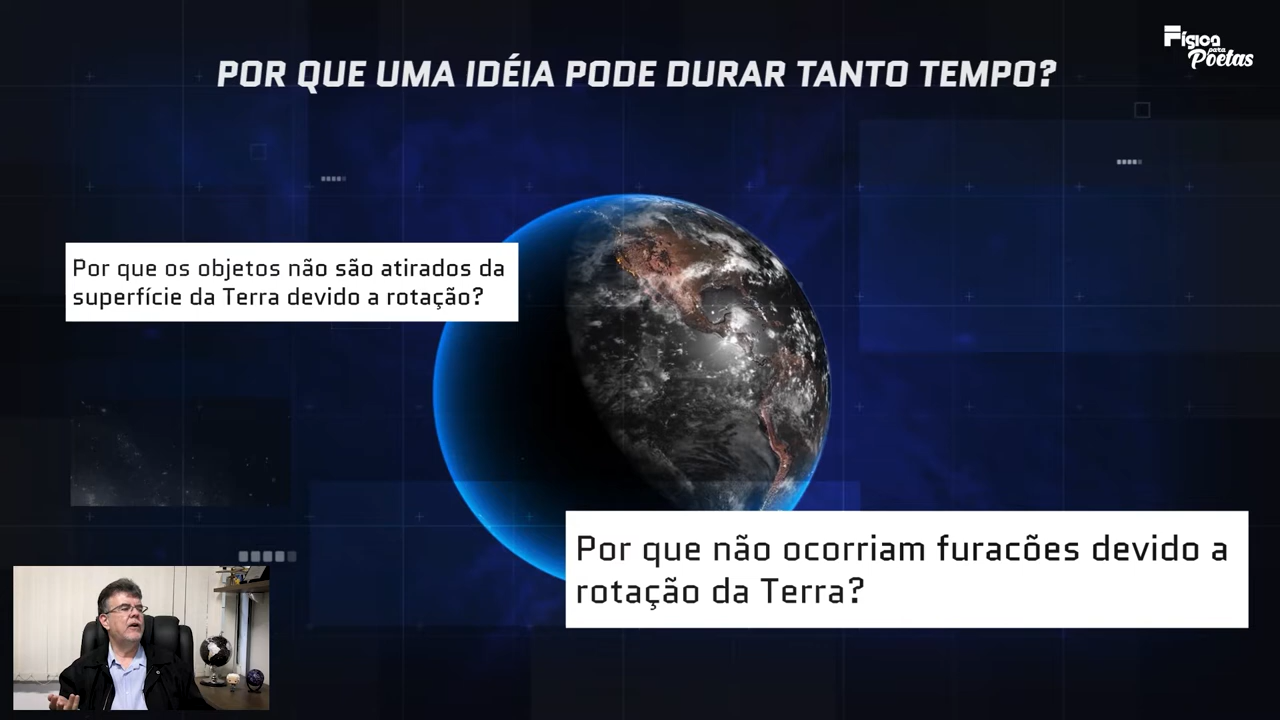 Física
para
Poetas
POR QUE UMA IDÉIA PODE DURAR TANTO TEMPO?
Por que os objetos não são atirados da
superfície da Terra devido a rotação?
Por que não ocorriam furacões devido a
rotação da Terra?